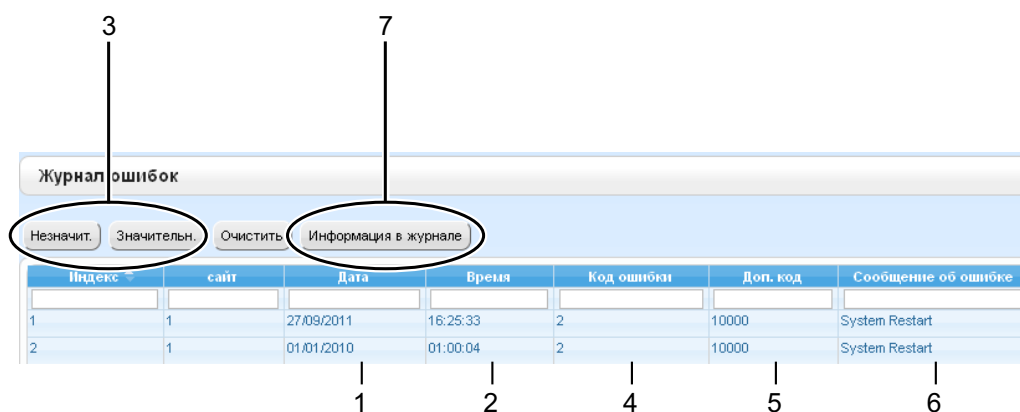 3 7
Журнал ошибок
Незначит. Значительн. Очистить Информация в журнале
Индекс сайт Дата Время Код ошибки Доп. код Сообщение об ошибке
1 1 27/09/2011 16:25:33 2 10000 System Restart
2 1 01/01/2010 01:00:04 2 10000 System Restart
1 2 4 5 6